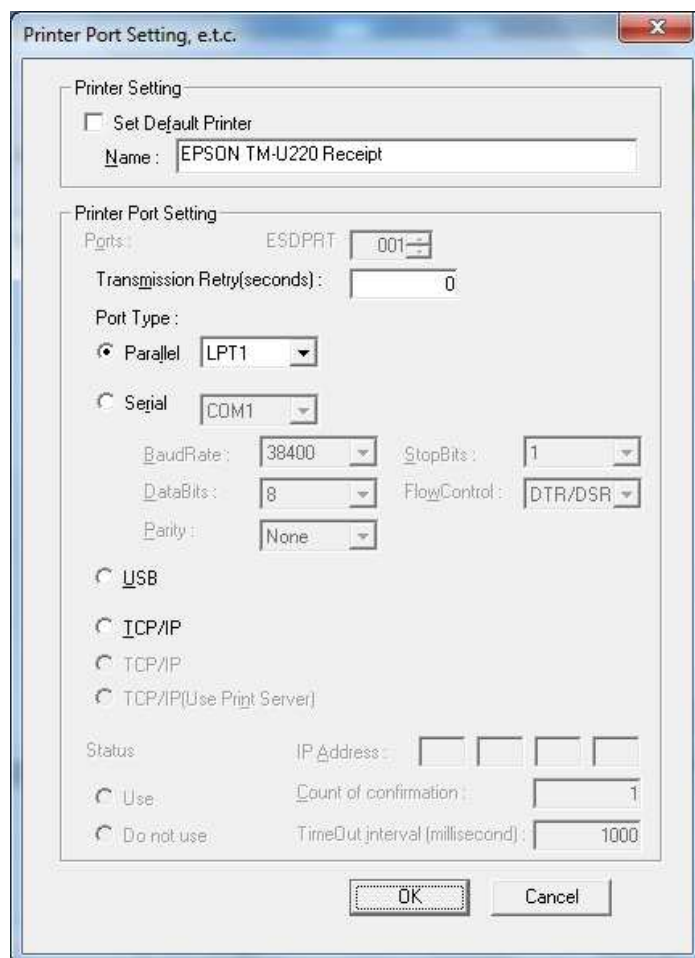 Printer Port Setting, e.t.c.
Printer Setting
Set Default Printer
Name : EPSON TM-U220 Receipt
Printer Port Setting
Ports : ESDPRT 001
Transmission Retry(seconds) : 0
Port Type :
Parallel LPT1
Serial COM1
BaudRate : 38400 StopBits : 1
DataBits : 8 FlowControl : DTR/DSR
Parity : None
USB
TCP/IP
TCP/IP
TCP/IP(Use Print Server)
Status IP Address :
Use Count of confirmation : 1
Do not use TimeOut interval (millisecond) : 1000
OK Cancel